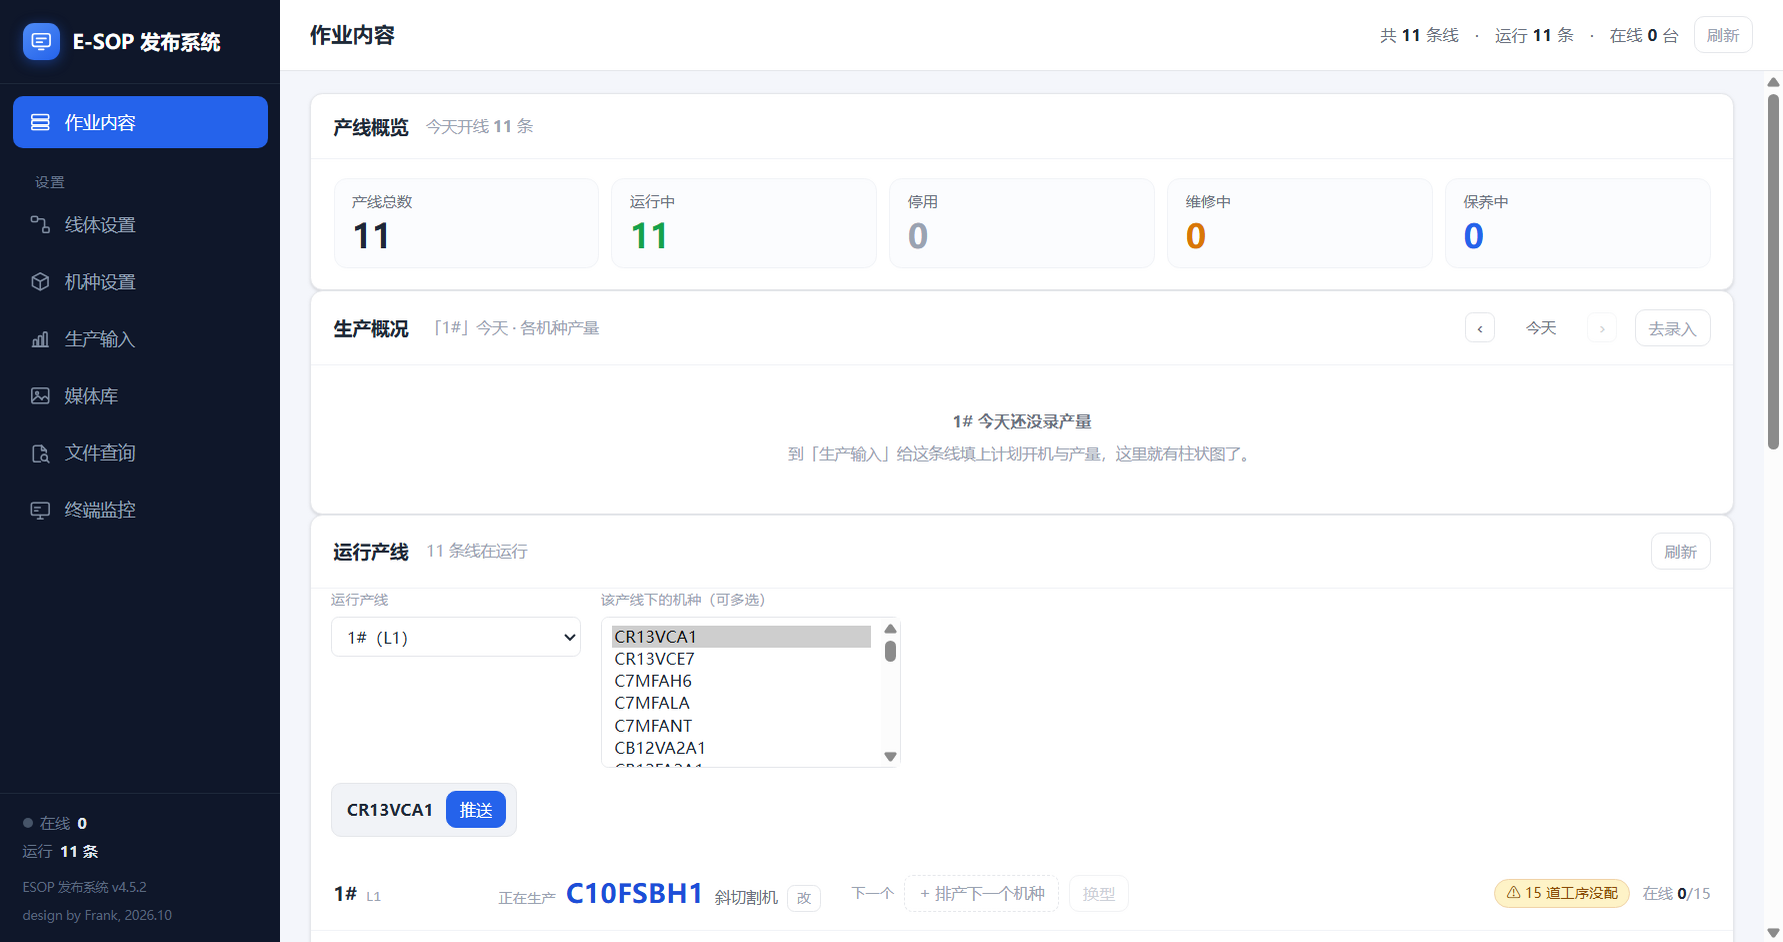 E-SOP 发布系统
作业内容
设置
线体设置
机种设置
生产输入
媒体库
文件查询
终端监控
在线 0
运行 11 条
ESOP 发布系统 v4.5.2
design by Frank, 2026.10
作业内容
共 11 条线 · 运行 11 条 · 在线 0 台 刷新
产线概览 今天开线 11 条
产线总数 运行中 停用 维修中 保养中
11 11 0 0 0
生产概况 「1#」今天 · 各机种产量 ‹ 今天 › 去录入
1# 今天还没录产量
到「生产输入」给这条线填上计划开机与产量，这里就有柱状图了。
运行产线 11 条线在运行 刷新
运行产线 该产线下的机种（可多选）
1#（L1）
CR13VCA1
CR13VCE7
C7MFAH6
C7MFALA
C7MFANT
CB12VA2A1
CR13VCA1 推送
1# L1 正在生产 C10FSBH1 斜切割机 改 下一个 + 排产下一个机种 换型 ⚠ 15 道工序没配 在线 0/15